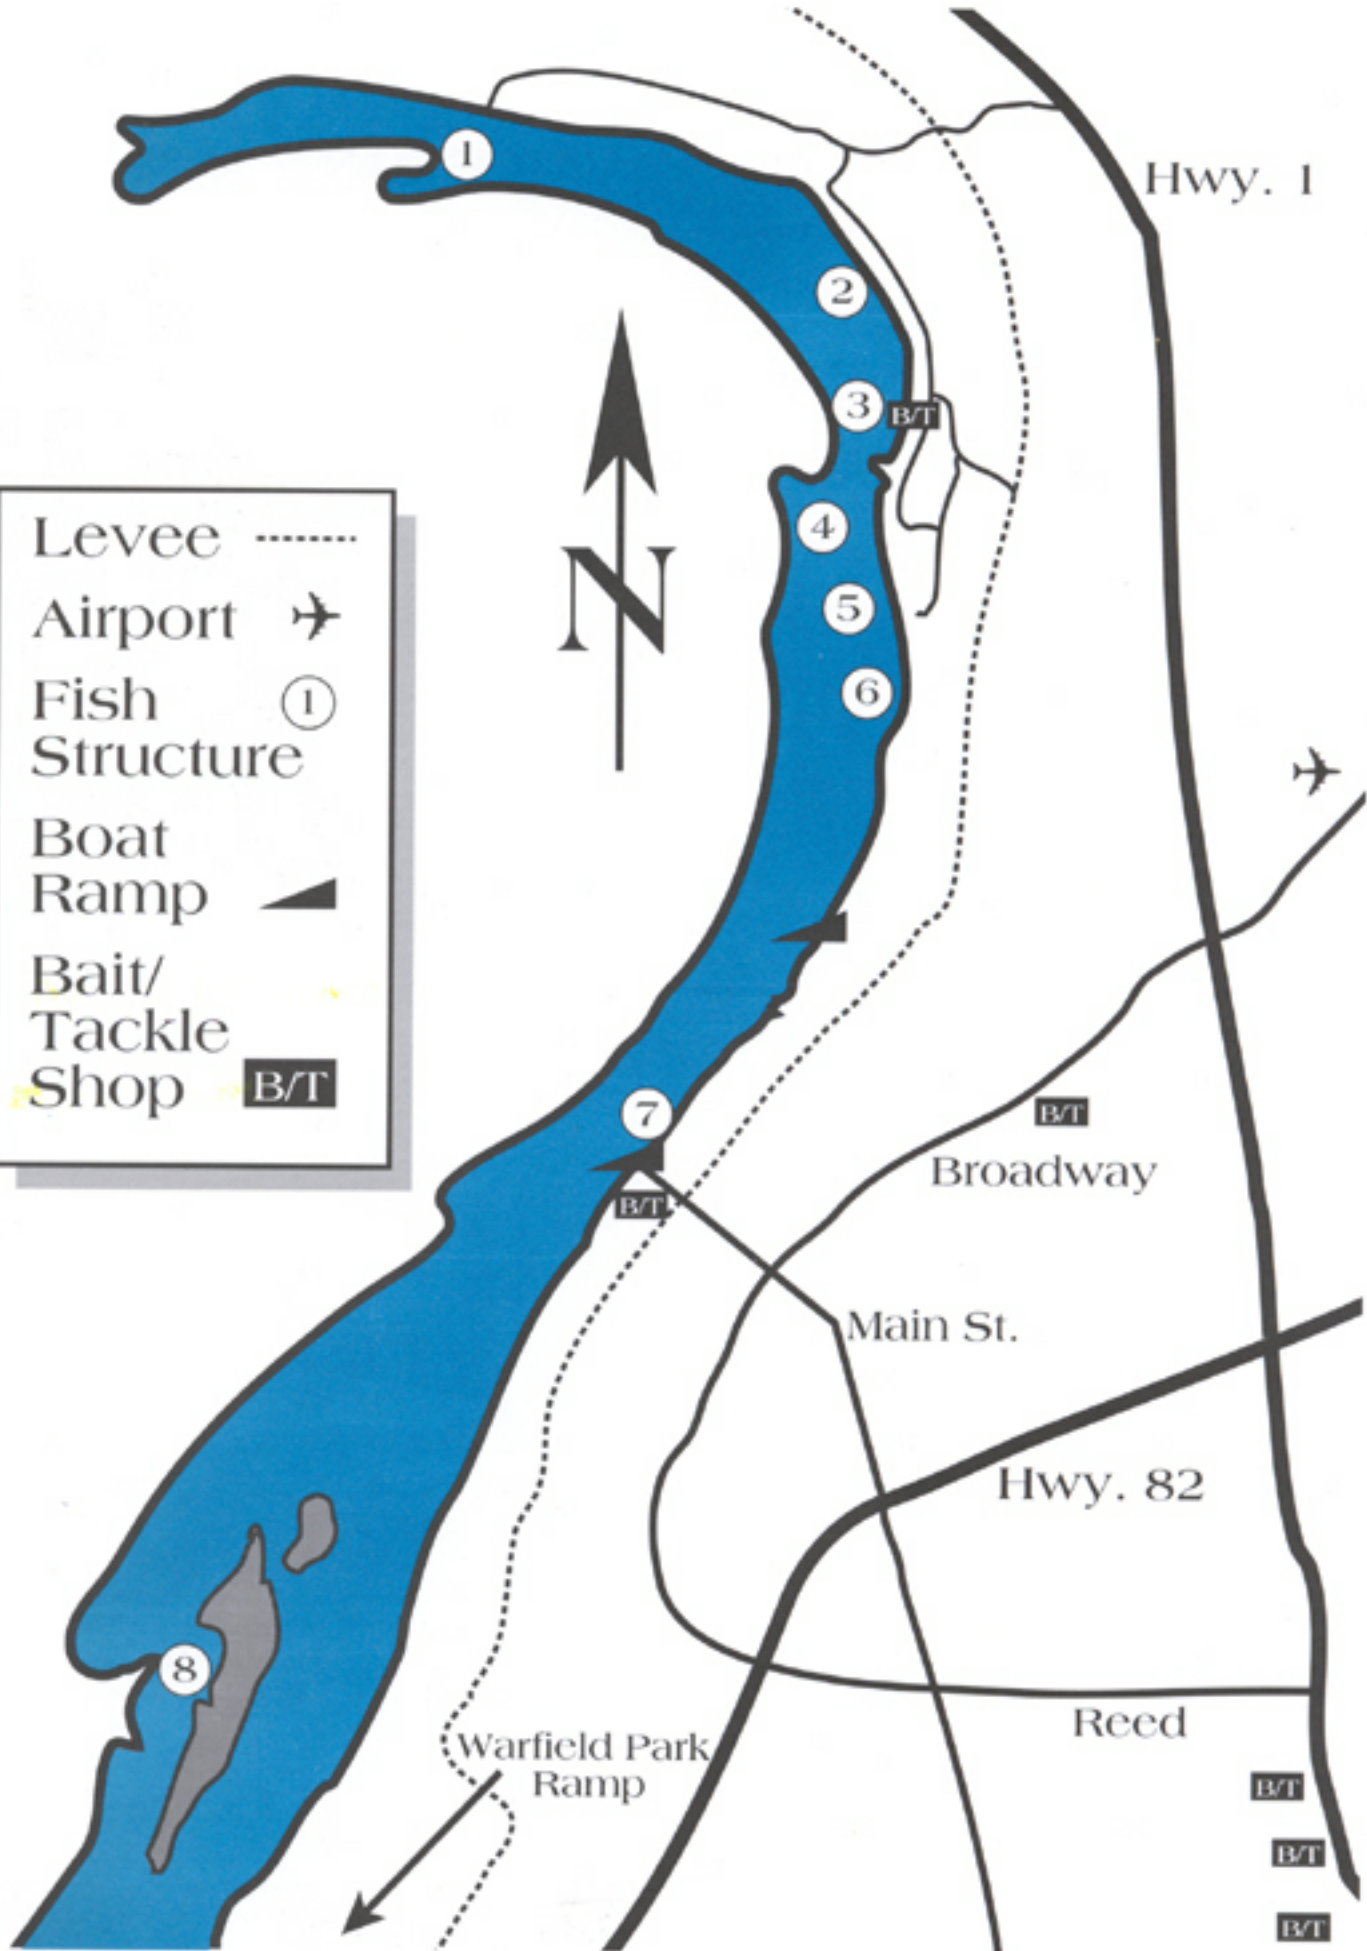 Hwy. 1
1
2
3
B/T
4
5
6
N
Levee
Airport
Fish
Structure
1
Boat
Ramp
Bait/
Tackle
Shop
B/T
7
B/T
B/T
Broadway
Main St.
Hwy. 82
8
Reed
Warfield Park
Ramp
B/T
B/T
B/T